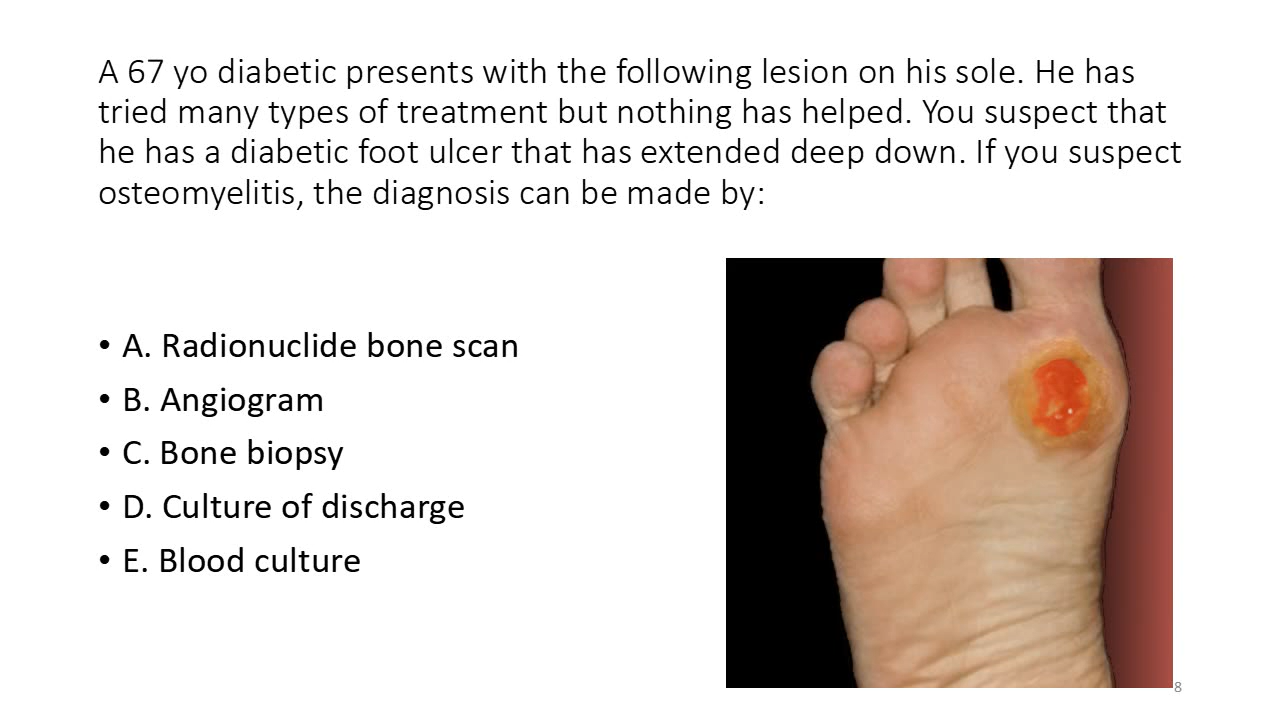 A 67 yo diabetic presents with the following lesion on his sole. He has
tried many types of treatment but nothing has helped. You suspect that
he has a diabetic foot ulcer that has extended deep down. If you suspect
osteomyelitis, the diagnosis can be made by:
• A. Radionuclide bone scan
• B. Angiogram
• C. Bone biopsy
• D. Culture of discharge
• E. Blood culture
8